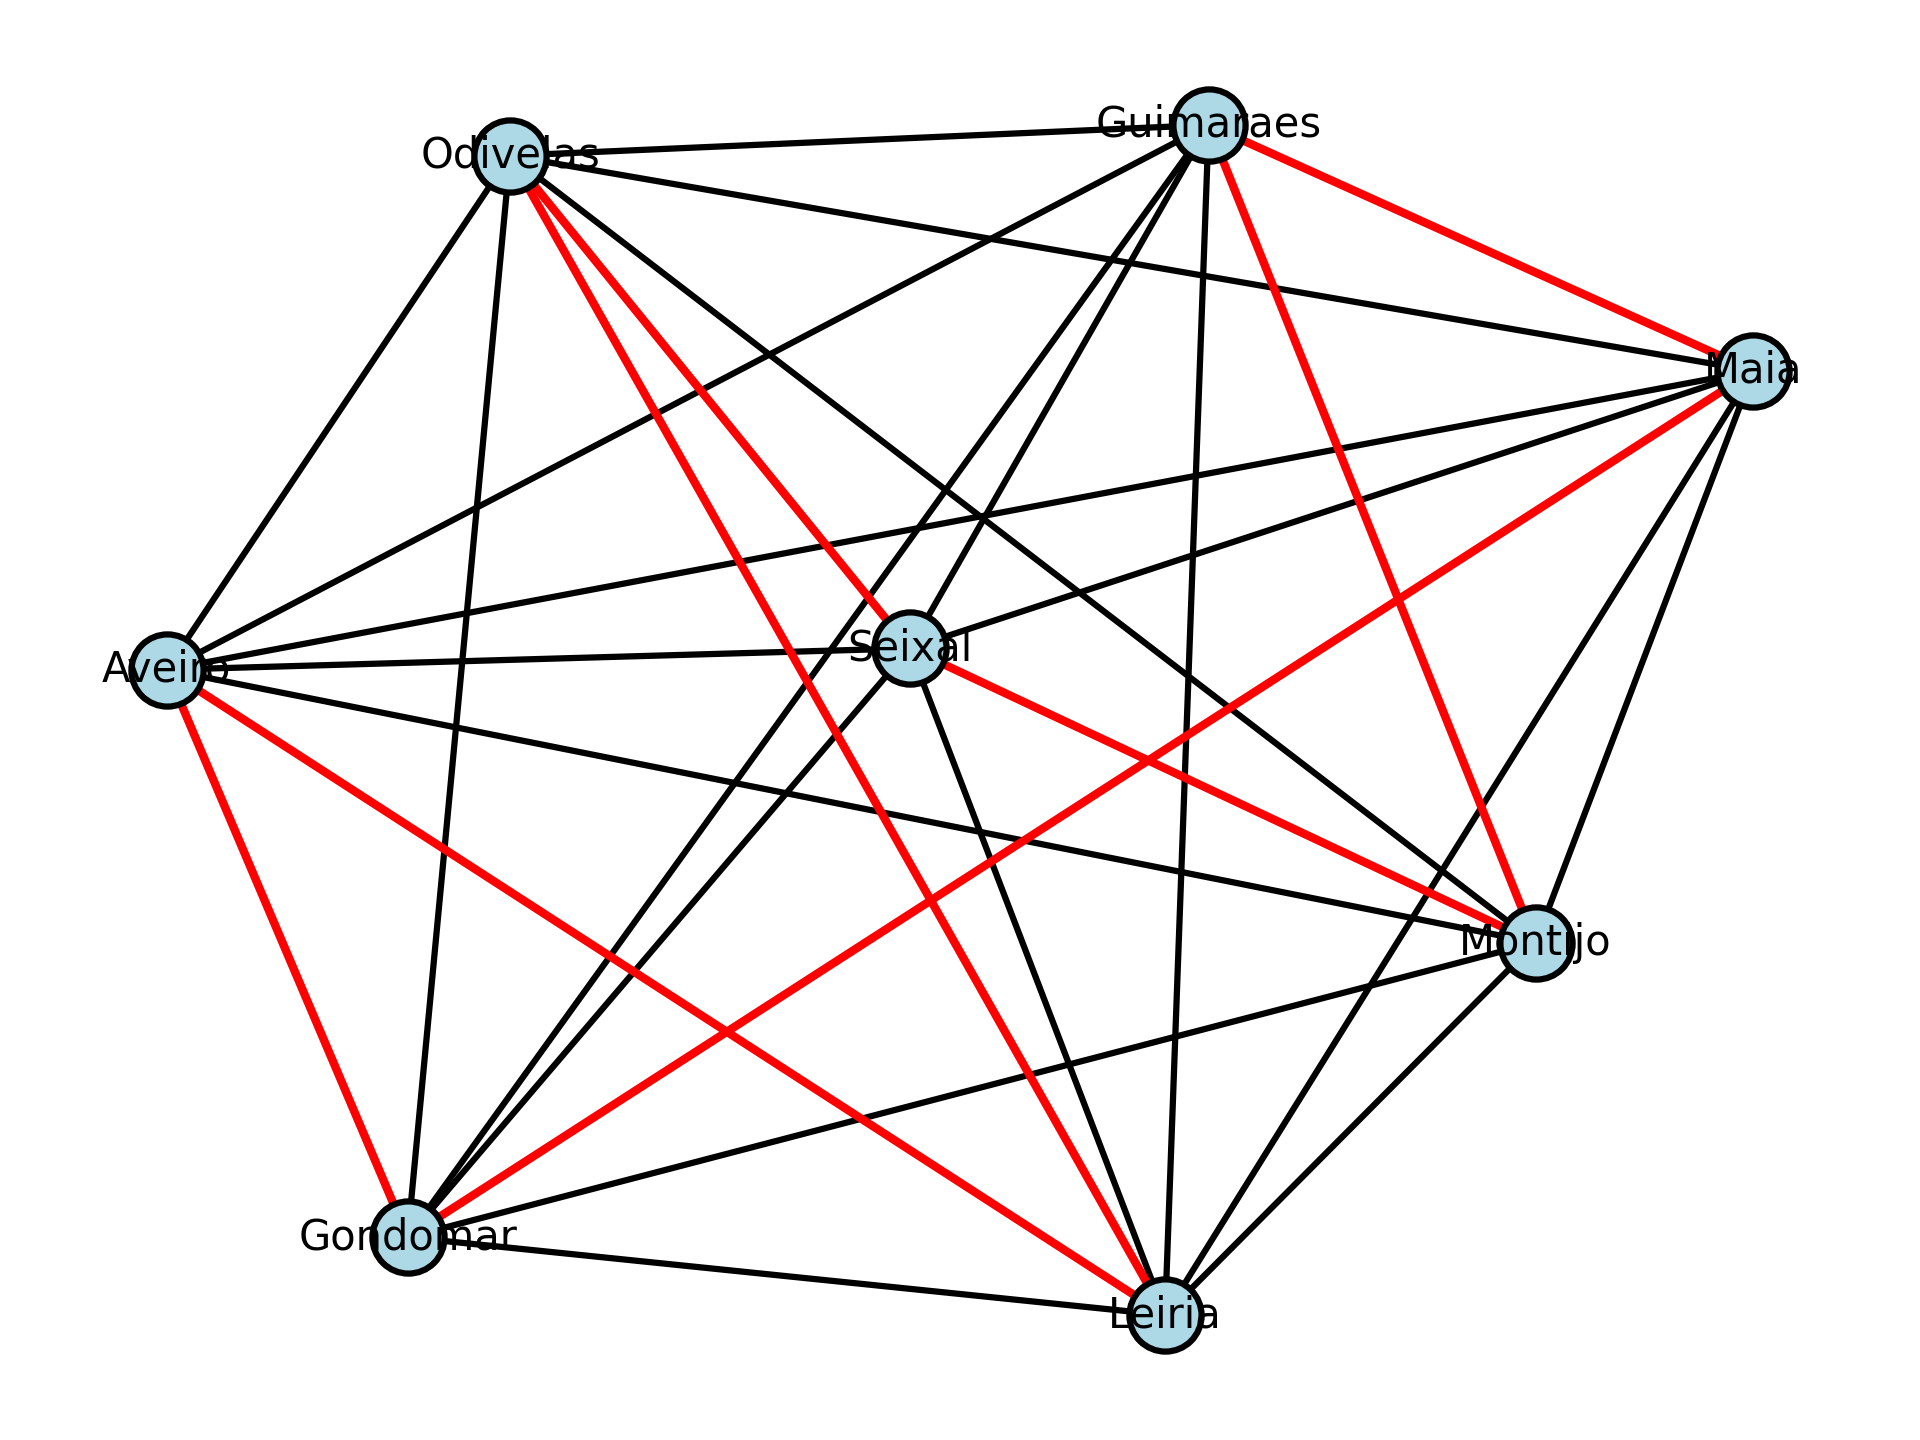 Guimaraes
Odivelas
Maia
Seixal
Aveiro
Montijo
Gondomar
Leiria